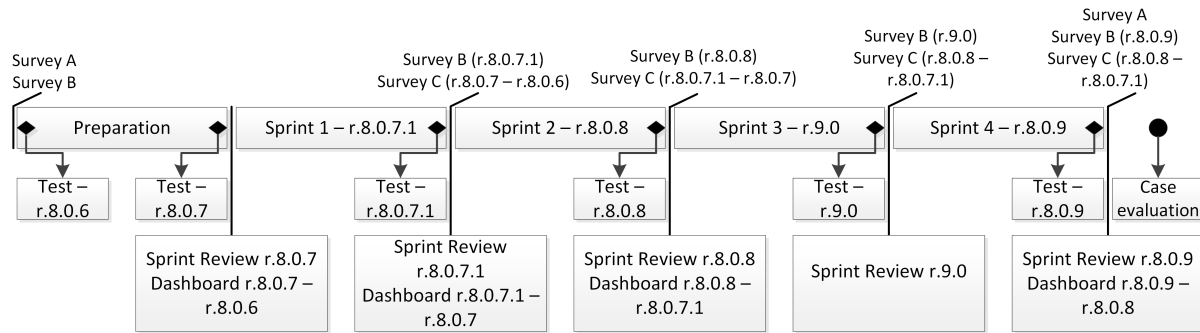 Survey A
Survey B
Survey B (r.8.0.7.1)
Survey C (r.8.0.7 – r.8.0.6)
Survey B (r.8.0.8)
Survey C (r.8.0.7.1 – r.8.0.7)
Survey B (r.9.0)
Survey C (r.8.0.8 –
r.8.0.7.1)
Survey A
Survey B (r.8.0.9)
Survey C (r.8.0.8 –
r.8.0.7.1)
Preparation
Sprint 1 – r.8.0.7.1
Sprint 2 – r.8.0.8
Sprint 3 – r.9.0
Sprint 4 – r.8.0.9
Test –
r.8.0.6
Test –
r.8.0.7
Test –
r.8.0.7.1
Test –
r.8.0.8
Test –
r.9.0
Test –
r.8.0.9
Case
evaluation
Sprint Review r.8.0.7
Dashboard r.8.0.7 –
r.8.0.6
Sprint Review
r.8.0.7.1
Dashboard r.8.0.7.1 –
r.8.0.7
Sprint Review r.8.0.8
Dashboard r.8.0.8 –
r.8.0.7.1
Sprint Review r.9.0
Sprint Review r.8.0.9
Dashboard r.8.0.9 –
r.8.0.8